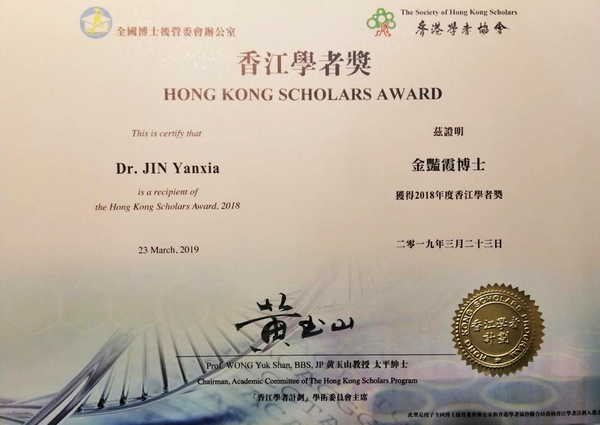 全國博士後管委會辦公室
The Society of Hong Kong Scholars
香港學者協會
香江學者獎
HONG KONG SCHOLARS AWARD
This is certify that
Dr. JIN Yanxia
is a recipient of
the Hong Kong Scholars Award, 2018
23 March, 2019
茲證明
金豔霞博士
獲得2018年度香江學者獎
二零一九年三月二十三日
黄玉山
Prof. WONG Yuk Shan, BBS, JP 黃玉山教授 太平紳士
Chairman, Academic Committee of The Hong Kong Scholars Program
「香江學者計劃」學術委員會主席
HONG KONG SCHOLARS PROGRAM
香江學者
計劃